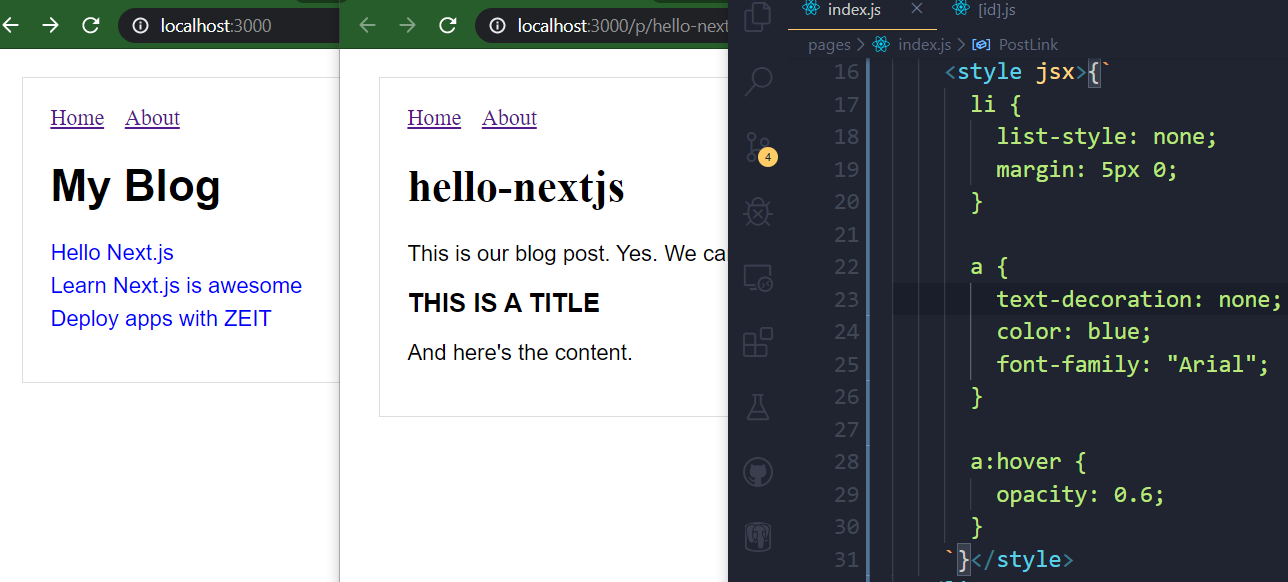 localhost:3000
Home About
My Blog
Hello Next.js
Learn Next.js is awesome
Deploy apps with ZEIT
localhost:3000/p/hello-next
Home About
hello-nextjs
This is our blog post. Yes. We ca
THIS IS A TITLE
And here's the content.
4
index.js [id].js
pages > index.js > PostLink
16 <style jsx>{`
17 li {
18 list-style: none;
19 margin: 5px 0;
20 }
21
22 a {
23 text-decoration: none;
24 color: blue;
25 font-family: "Arial";
26 }
27
28 a:hover {
29 opacity: 0.6;
30 }
31 `}</style>